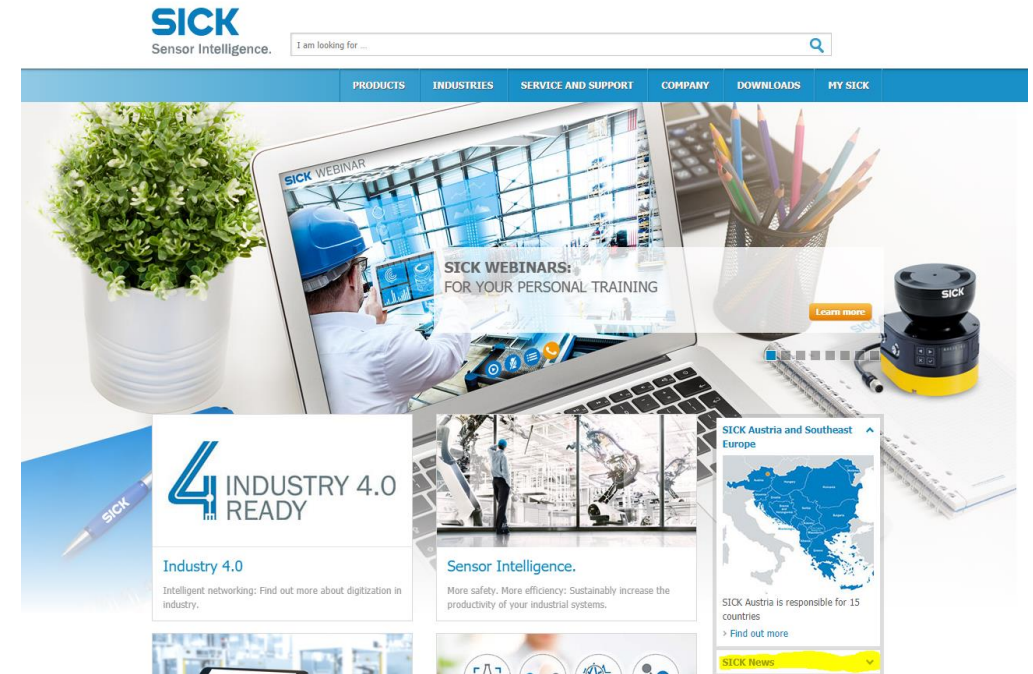 SICK
Sensor Intelligence.
I am looking for ...
PRODUCTS INDUSTRIES SERVICE AND SUPPORT COMPANY DOWNLOADS MY SICK
SICK WEBINAR
SICK WEBINARS:
FOR YOUR PERSONAL TRAINING
Learn more
SICK
SICK
4 INDUSTRY 4.0
READY
Industry 4.0
Intelligent networking: Find out more about digitization in
industry.
Sensor Intelligence.
More safety. More efficiency: Sustainably increase the
productivity of your industrial systems.
SICK Austria and Southeast
Europe
SICK Austria is responsible for 15
countries
> Find out more
SICK News